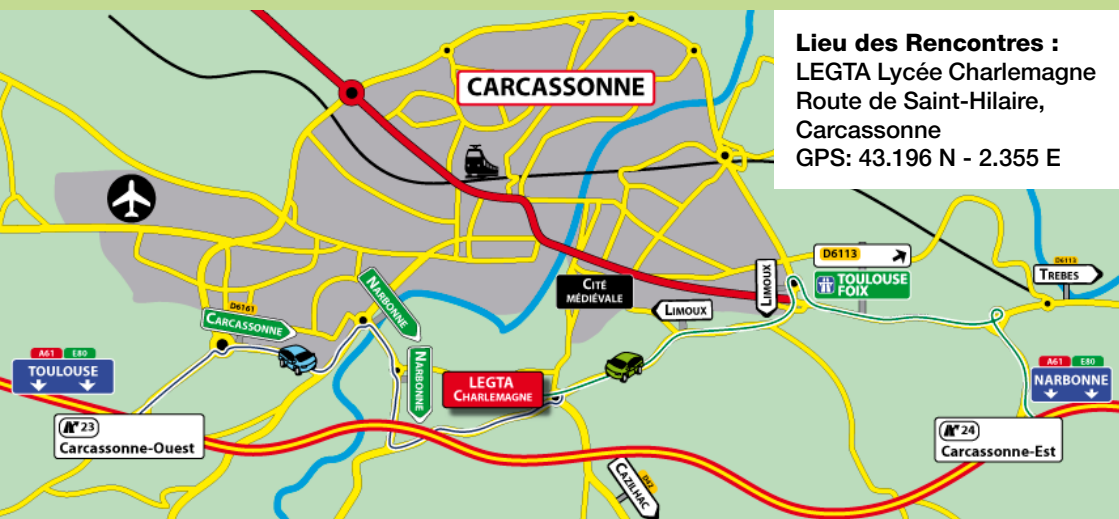 Lieu des Rencontres :
LEGTA Lycée Charlemagne
Route de Saint-Hilaire,
Carcassonne
GPS: 43.196 N - 2.355 E
CARCASSONNE
D6113
TOULOUSE
FOIX
D6113
TREBES
LIMOUX
CITÉ
MÉDIÉVALE
LIMOUX
NARBONNE
D6161
CARCASSONNE
NARBONNE
A61 E80
TOULOUSE
LEGTA
CHARLEMAGNE
A61 E80
NARBONNE
23
Carcassonne-Ouest
24
Carcassonne-Est
D42
CAZILHAC